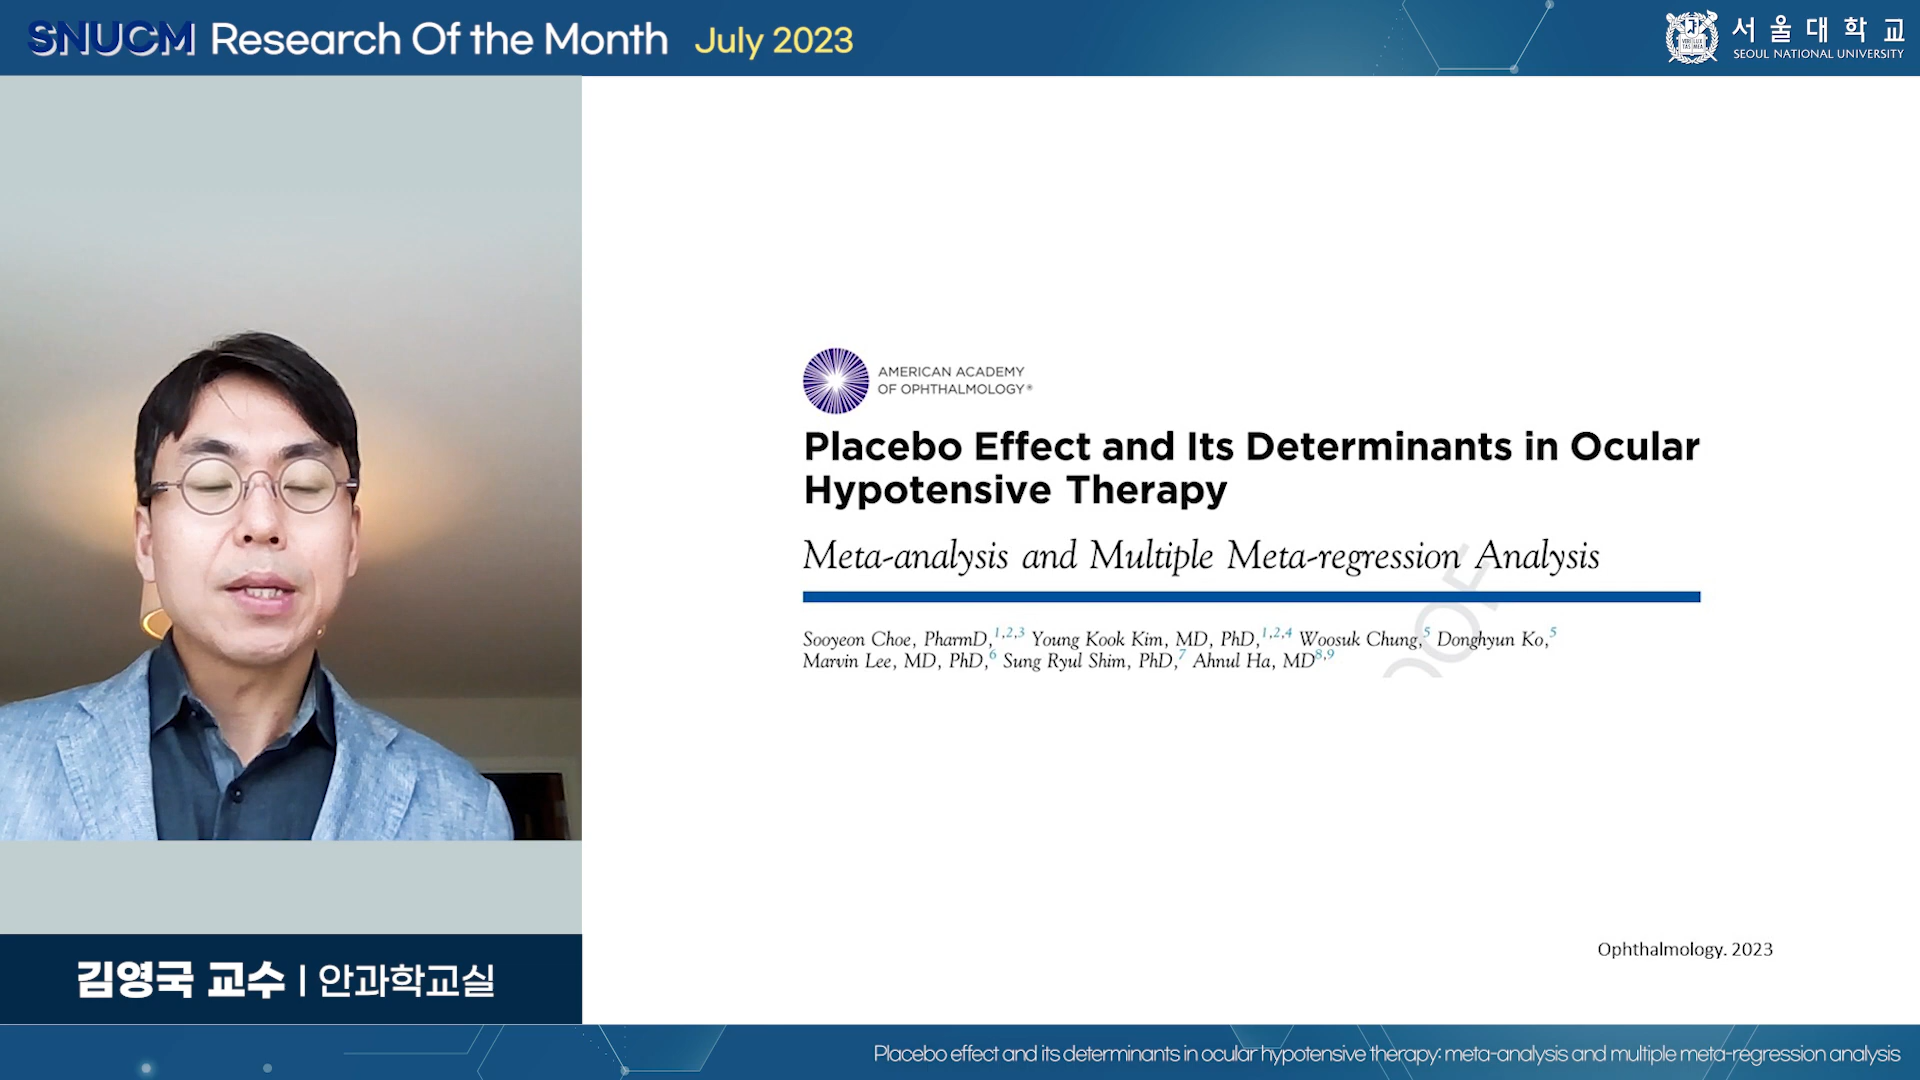 SNUCM Research Of the Month July 2023
서울대학교
SEOUL NATIONAL UNIVERSITY
AMERICAN ACADEMY
OF OPHTHALMOLOGY®
Placebo Effect and Its Determinants in Ocular
Hypotensive Therapy
Meta-analysis and Multiple Meta-regression Analysis
Sooyeon Choe, PharmD,1,2,3 Young Kook Kim, MD, PhD,1,2,4 Woosuk Chung,5 Donghyun Ko,5
Marvin Lee, MD, PhD,6 Sung Ryul Shim, PhD,7 Ahnul Ha, MD8,9
Ophthalmology. 2023
김영국 교수 | 안과학교실
Placebo effect and its determinants in ocular hypotensive therapy: meta-analysis and multiple meta-regression analysis